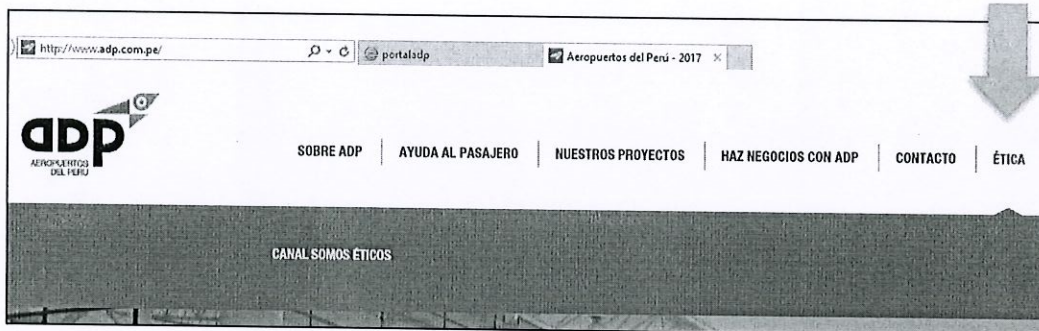 http://www.adp.com.pe/ portaladp Aeropuertos del Perú - 2017
adp
AEROPUERTOS
DEL PERÚ
SOBRE ADP AYUDA AL PASAJERO NUESTROS PROYECTOS HAZ NEGOCIOS CON ADP CONTACTO ÉTICA
CANAL SOMOS ÉTICOS